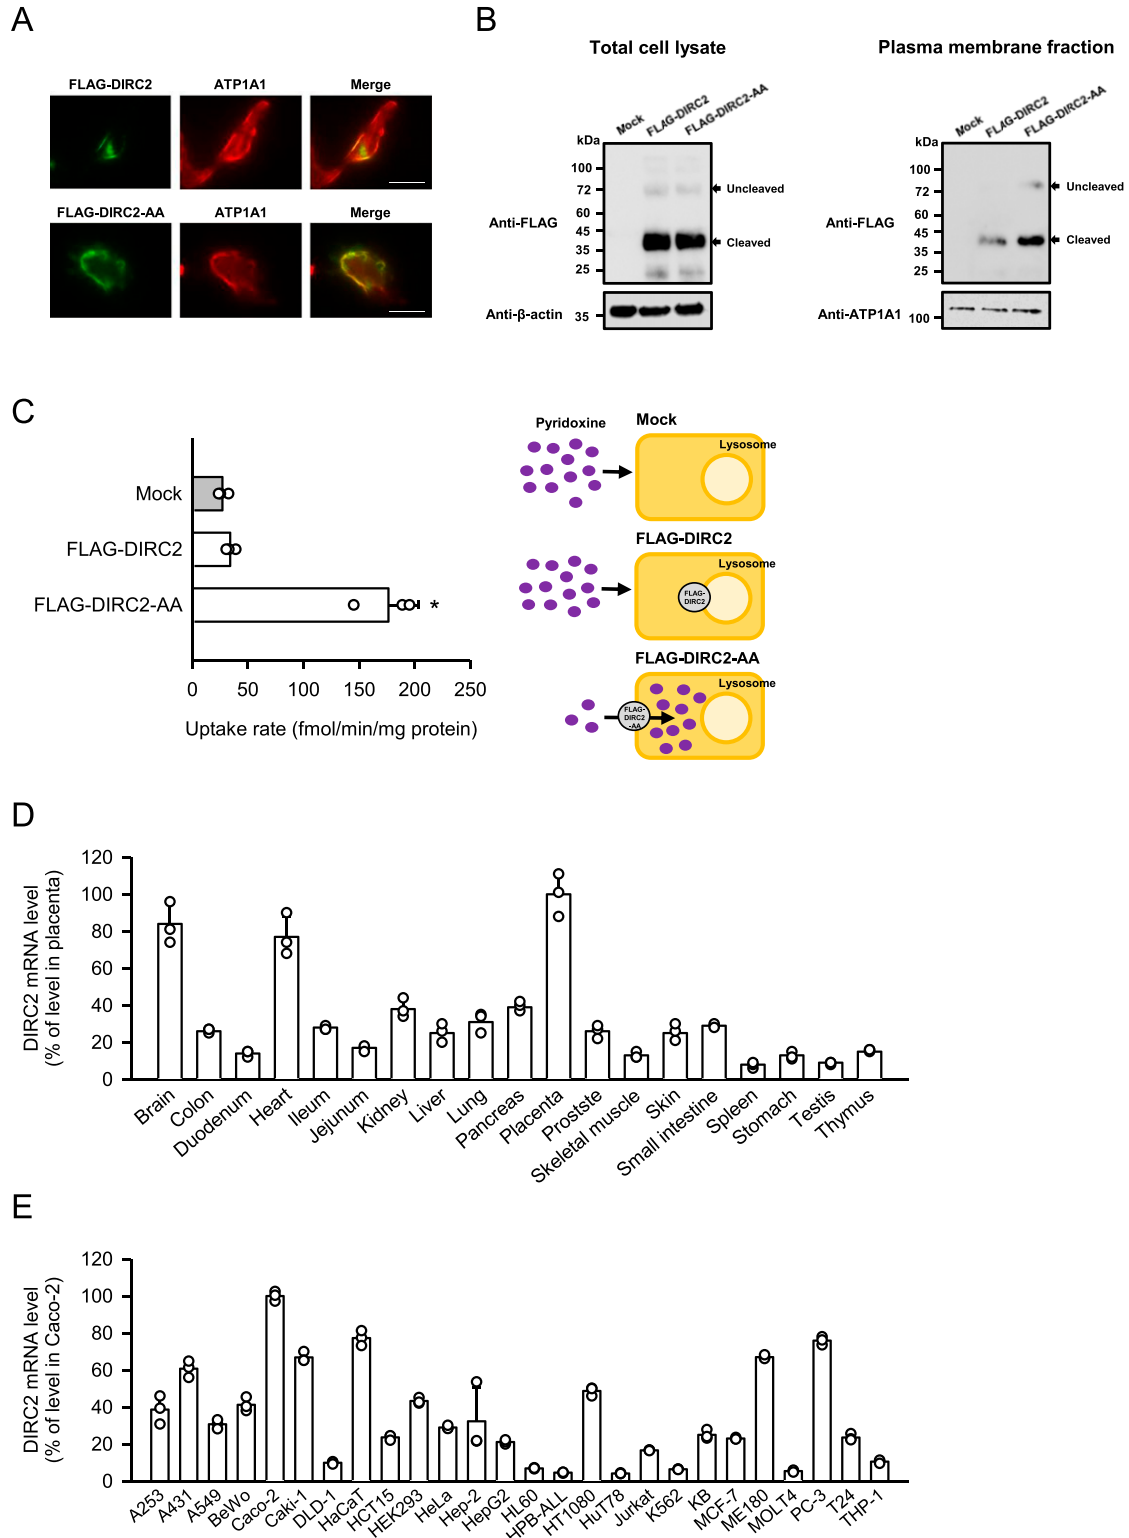 A
FLAG-DIRC2
ATP1A1
Merge
FLAG-DIRC2-AA
ATP1A1
Merge
B
Total cell lysate
Plasma membrane fraction
Mock
FLAG-DIRC2
FLAG-DIRC2-AA
kDa
100
72
60
45
35
25
Anti-FLAG
Uncleaved
Cleaved
Anti-β-actin
35
Mock
FLAG-DIRC2
FLAG-DIRC2-AA
kDa
100
72
60
45
35
25
Anti-FLAG
Uncleaved
Cleaved
Anti-ATP1A1
100
C
Mock
FLAG-DIRC2
FLAG-DIRC2-AA
*
0 50 100 150 200 250
Uptake rate (fmol/min/mg protein)
Pyridoxine
Mock
Lysosome
FLAG-DIRC2
Lysosome
FLAG-
DIRC2
FLAG-DIRC2-AA
Lysosome
FLAG-
DIRC2
-AA
D
DIRC2 mRNA level
(% of level in placenta)
120
100
80
60
40
20
0
Brain
Colon
Duodenum
Heart
Ileum
Jejunum
Kidney
Liver
Lung
Pancreas
Placenta
Prostste
Skeletal muscle
Skin
Small intestine
Spleen
Stomach
Testis
Thymus
E
DIRC2 mRNA level
(% of level in Caco-2)
120
100
80
60
40
20
0
A253
A431
A549
BeWo
Caco-2
Caki-1
DLD-1
HaCaT
HCT15
HEK293
HeLa
Hep-2
HepG2
HL60
HPB-ALL
HT1080
HuT78
Jurkat
K562
KB
MCF-7
ME180
MOLT4
PC-3
T24
THP-1